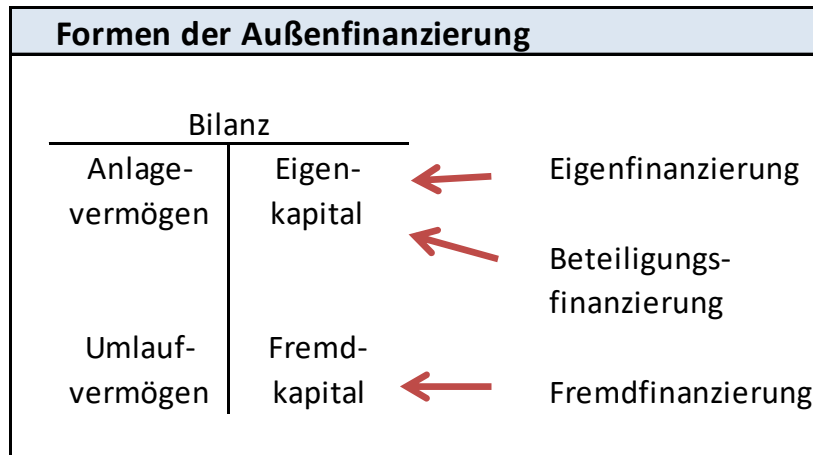 Formen der Außenfinanzierung
Bilanz
Anlage-
vermögen
Eigen-
kapital
Eigenfinanzierung
Beteiligungs-
finanzierung
Umlauf-
vermögen
Fremd-
kapital
Fremdfinanzierung